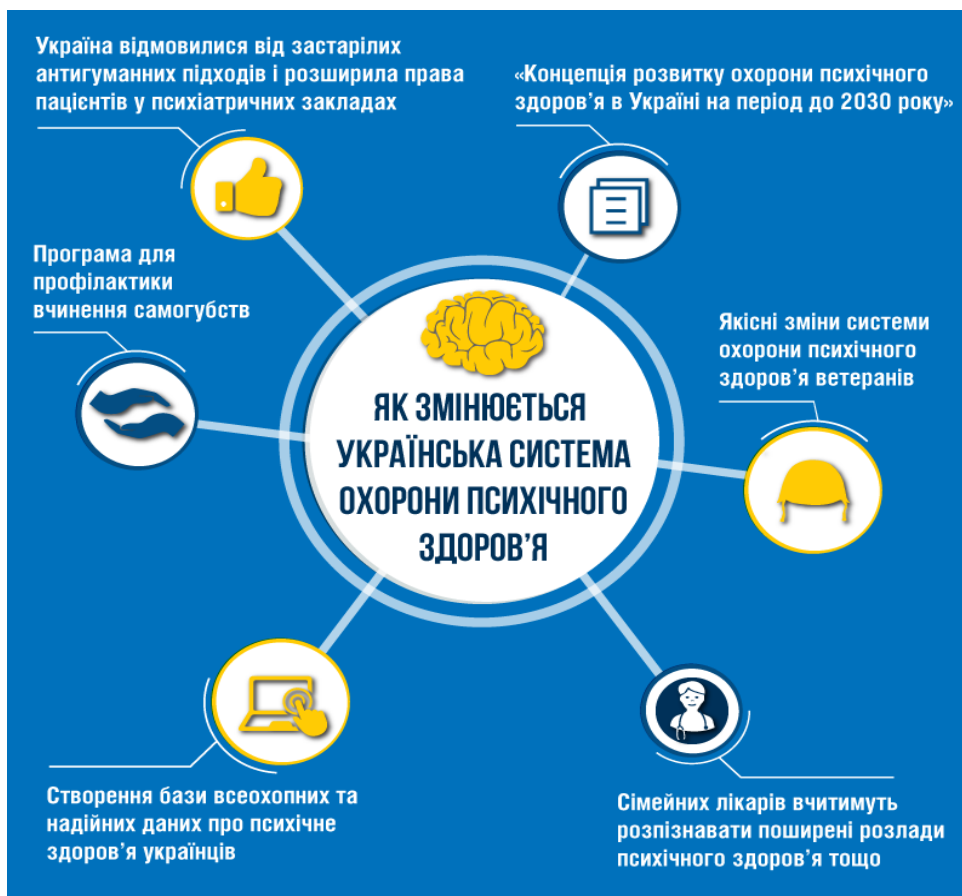 Україна відмовилися від застарілих
антигуманних підходів і розширила права
пацієнтів у психіатричних закладах
«Концепція розвитку охорони психічного
здоров’я в Україні на період до 2030 року»
Програма для
профілактики
вчинення самогубств
Якісні зміни системи
охорони психічного
здоров’я ветеранів
ЯК ЗМІНЮЄТЬСЯ
УКРАЇНСЬКА СИСТЕМА
ОХОРОНИ ПСИХІЧНОГО
ЗДОРОВ’Я
Створення бази всеохопних та
надійних даних про психічне
здоров’я українців
Сімейних лікарів вчитимуть
розпізнавати поширені розлади
психічного здоров’я тощо